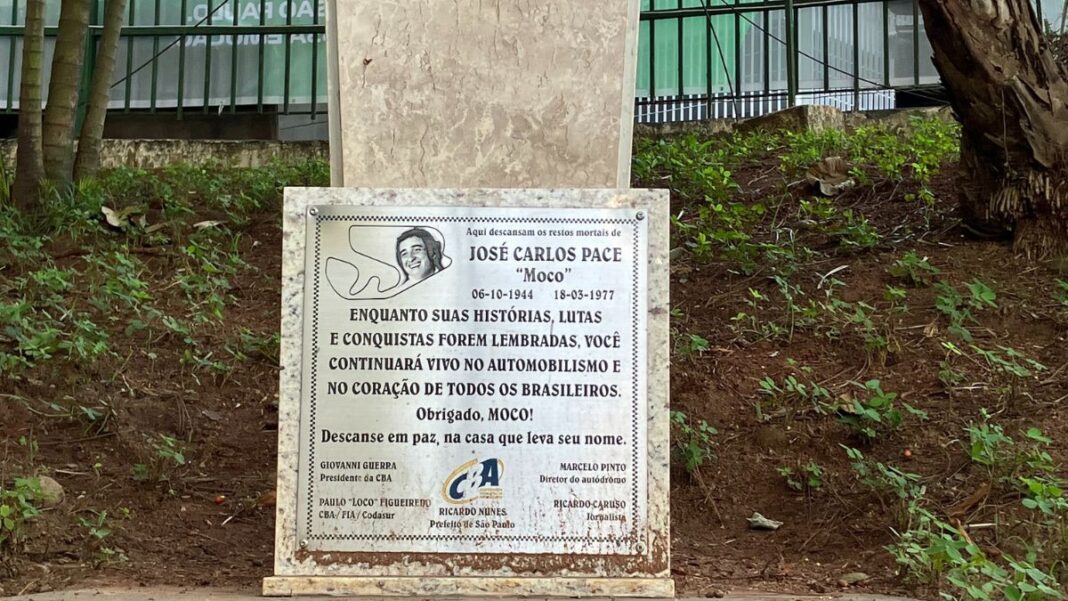 SÃO PAULO.
Aqui descansam os restos mortais de
JOSÉ CARLOS PACE
“Moco”
06-10-1944 18-03-1977
ENQUANTO SUAS HISTÓRIAS, LUTAS
E CONQUISTAS FOREM LEMBRADAS, VOCÊ
CONTINUARÁ VIVO NO AUTOMOBILISMO E
NO CORAÇÃO DE TODOS OS BRASILEIROS.
Obrigado, MOCO!
Descanse em paz, na casa que leva seu nome.
GIOVANNI GUERRA
Presidente da CBA
PAULO "LOCO" FIGUEIREDO
CBA / FIA / Codasur
CBA
RICARDO NUNES
Prefeito de São Paulo
MARCELO PINTO
Diretor do autódromo
RICARDO CARUSO
Jornalista